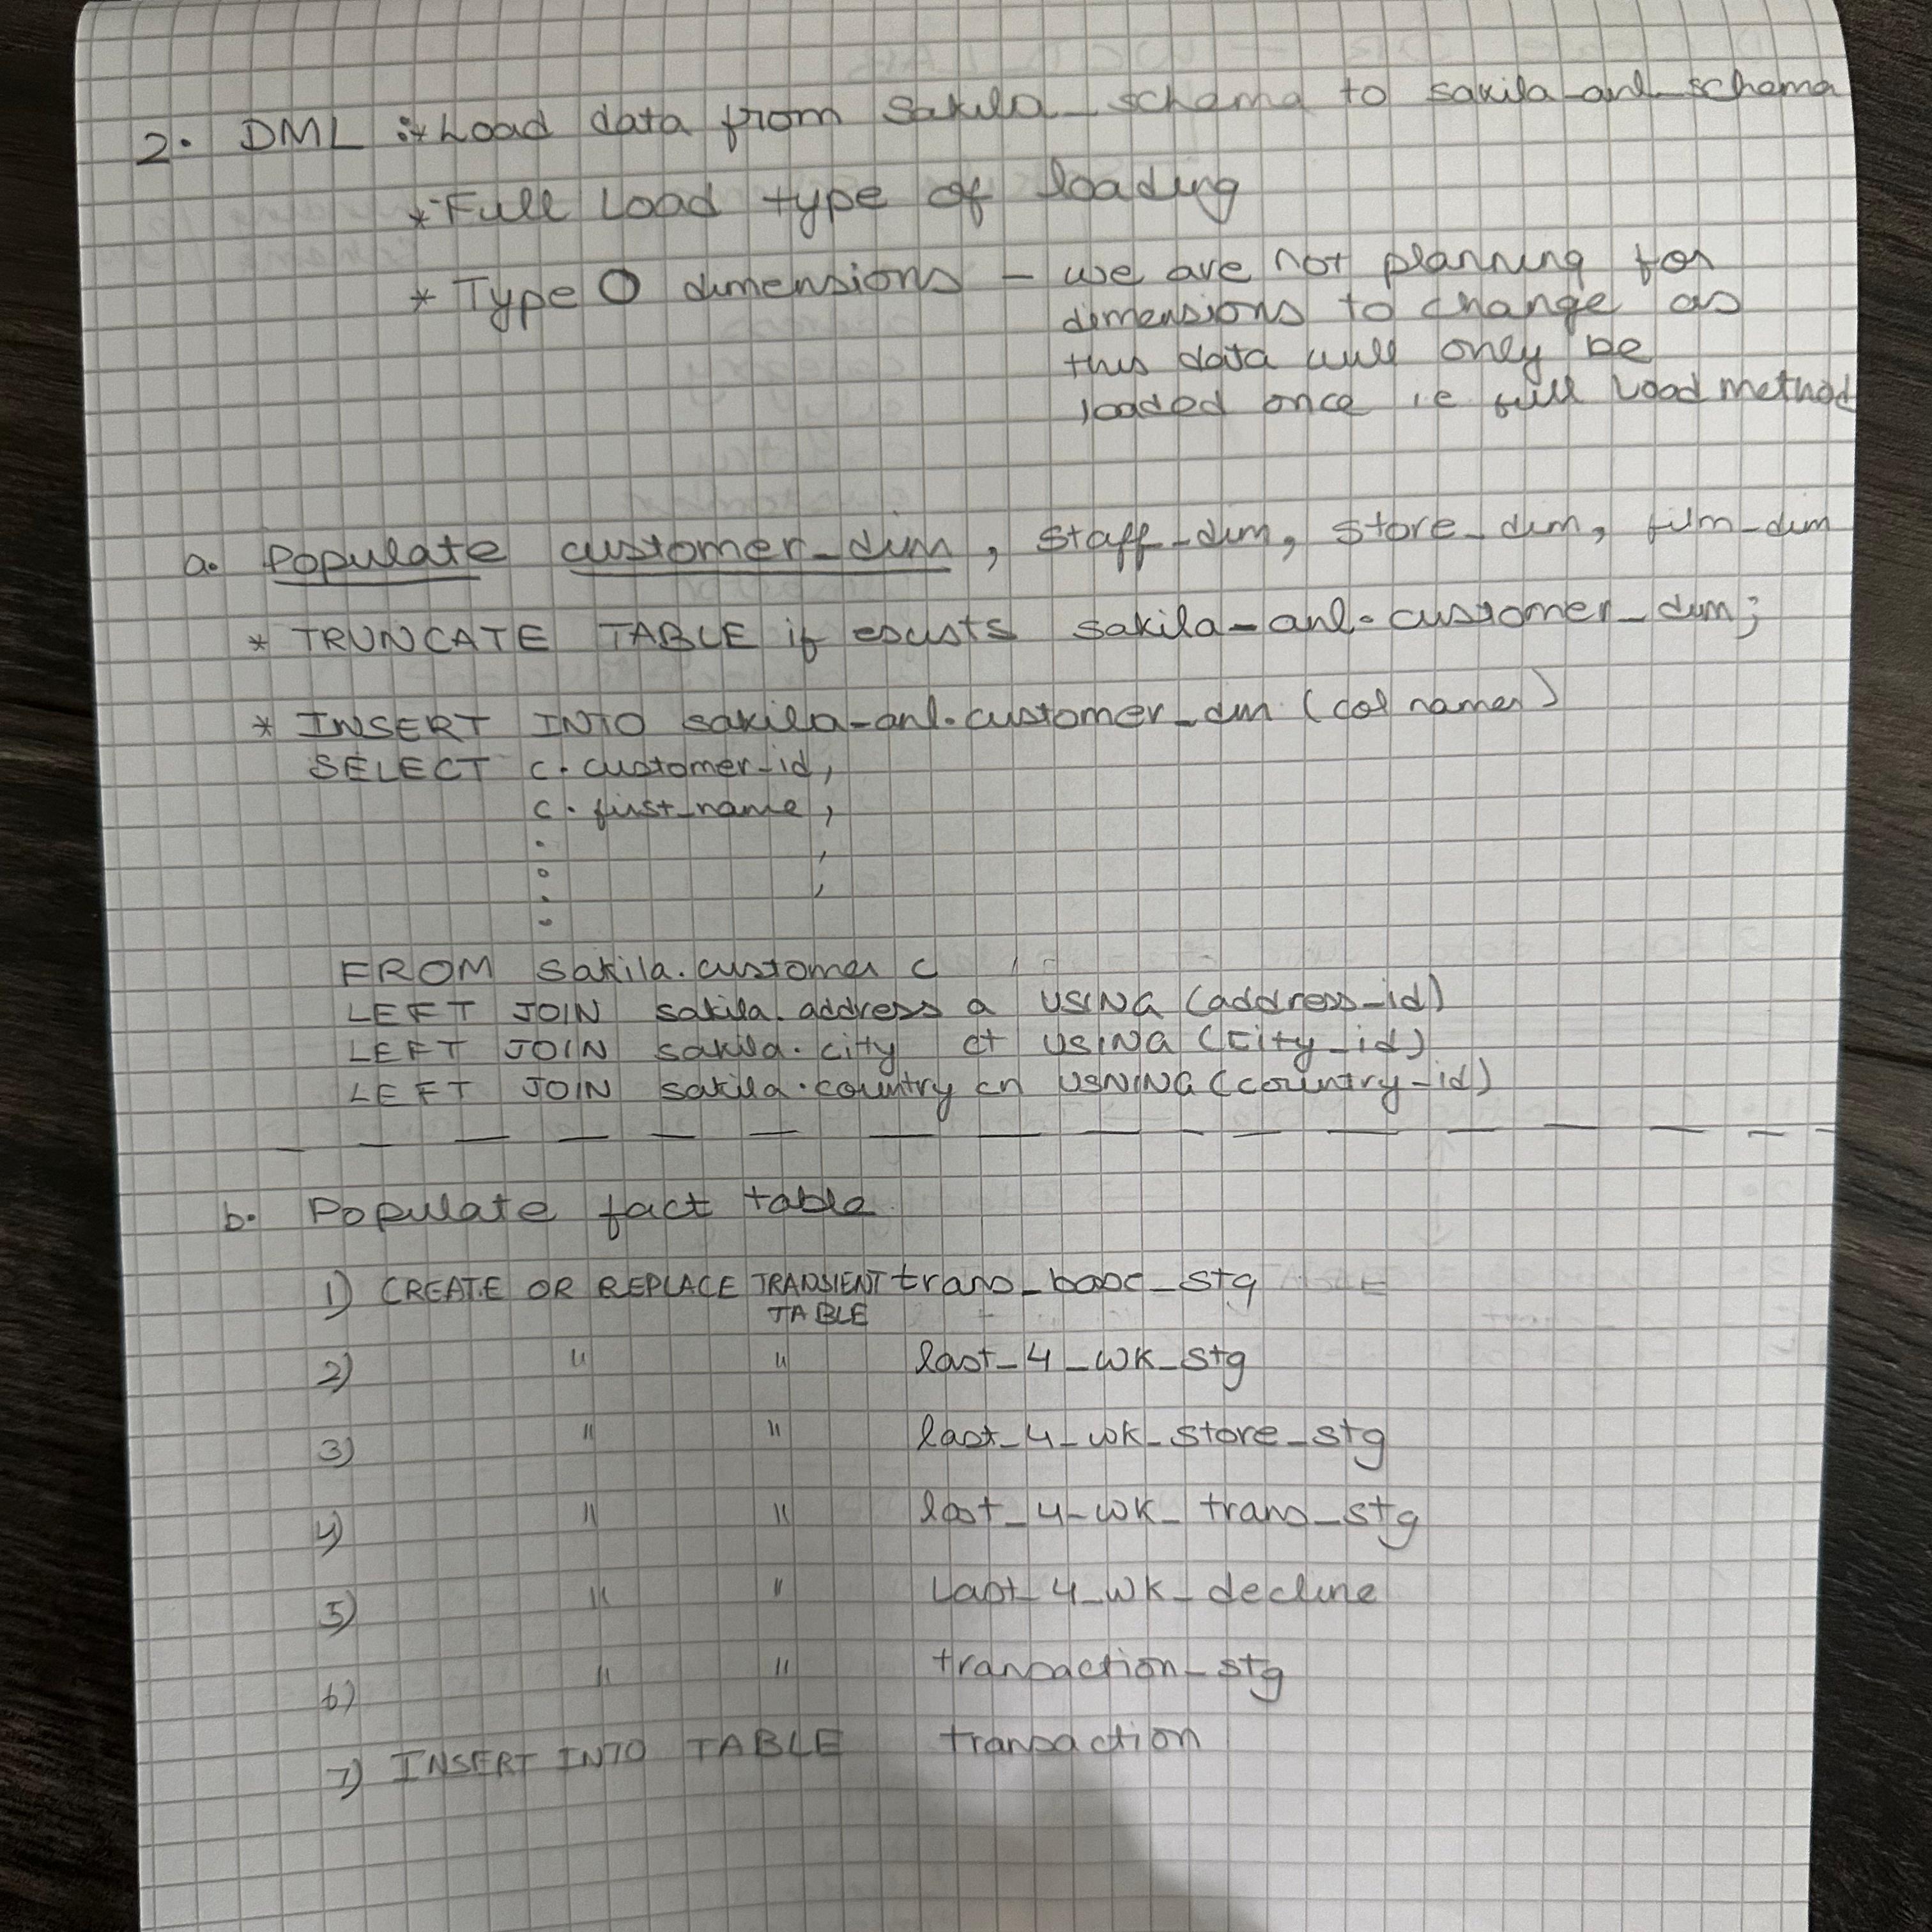 2. DML :* Load data from Sakila_schema to sakila_anl_schema
* Full Load type of loading
* Type 0 dimensions - we are not planning for
dimensions to change as
this data will only be
loaded once ie full Load method
a. Populate customer_dim, staff_dim, store_dim, film_dim
* TRUNCATE TABLE if exists sakila_anl.customer_dim;
* INSERT INTO sakila_anl.customer_dim (col names)
SELECT c.customer_id,
c.first_name,
. ,
. ,
.
.
FROM sakila.customer c
LEFT JOIN sakila.address a USING (address_id)
LEFT JOIN sakila.city ct USING (city_id)
LEFT JOIN sakila.country cn USNING (country_id)
b. Populate fact table
1) CREATE OR REPLACE TRANSIENT trans_base_stg
TABLE
2) " " last_4_wk_stg
3) " " last_4_wk_store_stg
4) " " last_4_wk_trans_stg
5) " " Last_4_wk_decline
6) " " transaction_stg
7) INSERT INTO TABLE transaction